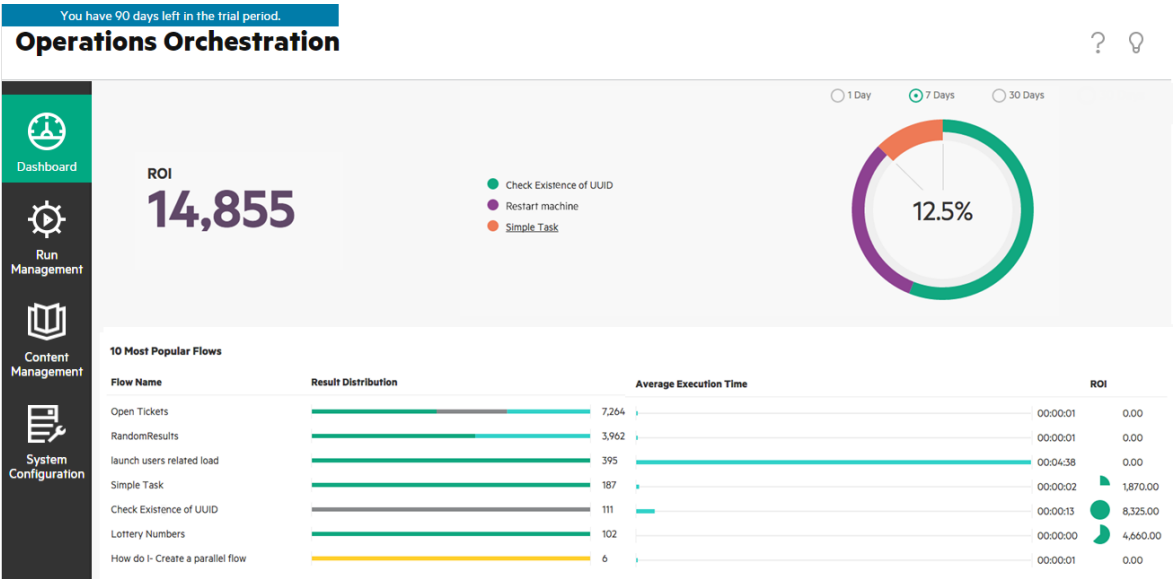 You have 90 days left in the trial period.
Operations Orchestration
?
Dashboard
Run
Management
Content
Management
System
Configuration
1 Day 7 Days 30 Days
ROI
14,855
Check Existence of UUID
Restart machine
Simple Task
12.5%
10 Most Popular Flows
Flow Name Result Distribution Average Execution Time ROI
Open Tickets 7,264 00:00:01 0.00
RandomResults 3,962 00:00:01 0.00
launch users related load 395 00:04:38 0.00
Simple Task 187 00:00:02 1,870.00
Check Existence of UUID 111 00:00:13 8,325.00
Lottery Numbers 102 00:00:00 4,660.00
How do I- Create a parallel flow 6 00:00:01 0.00